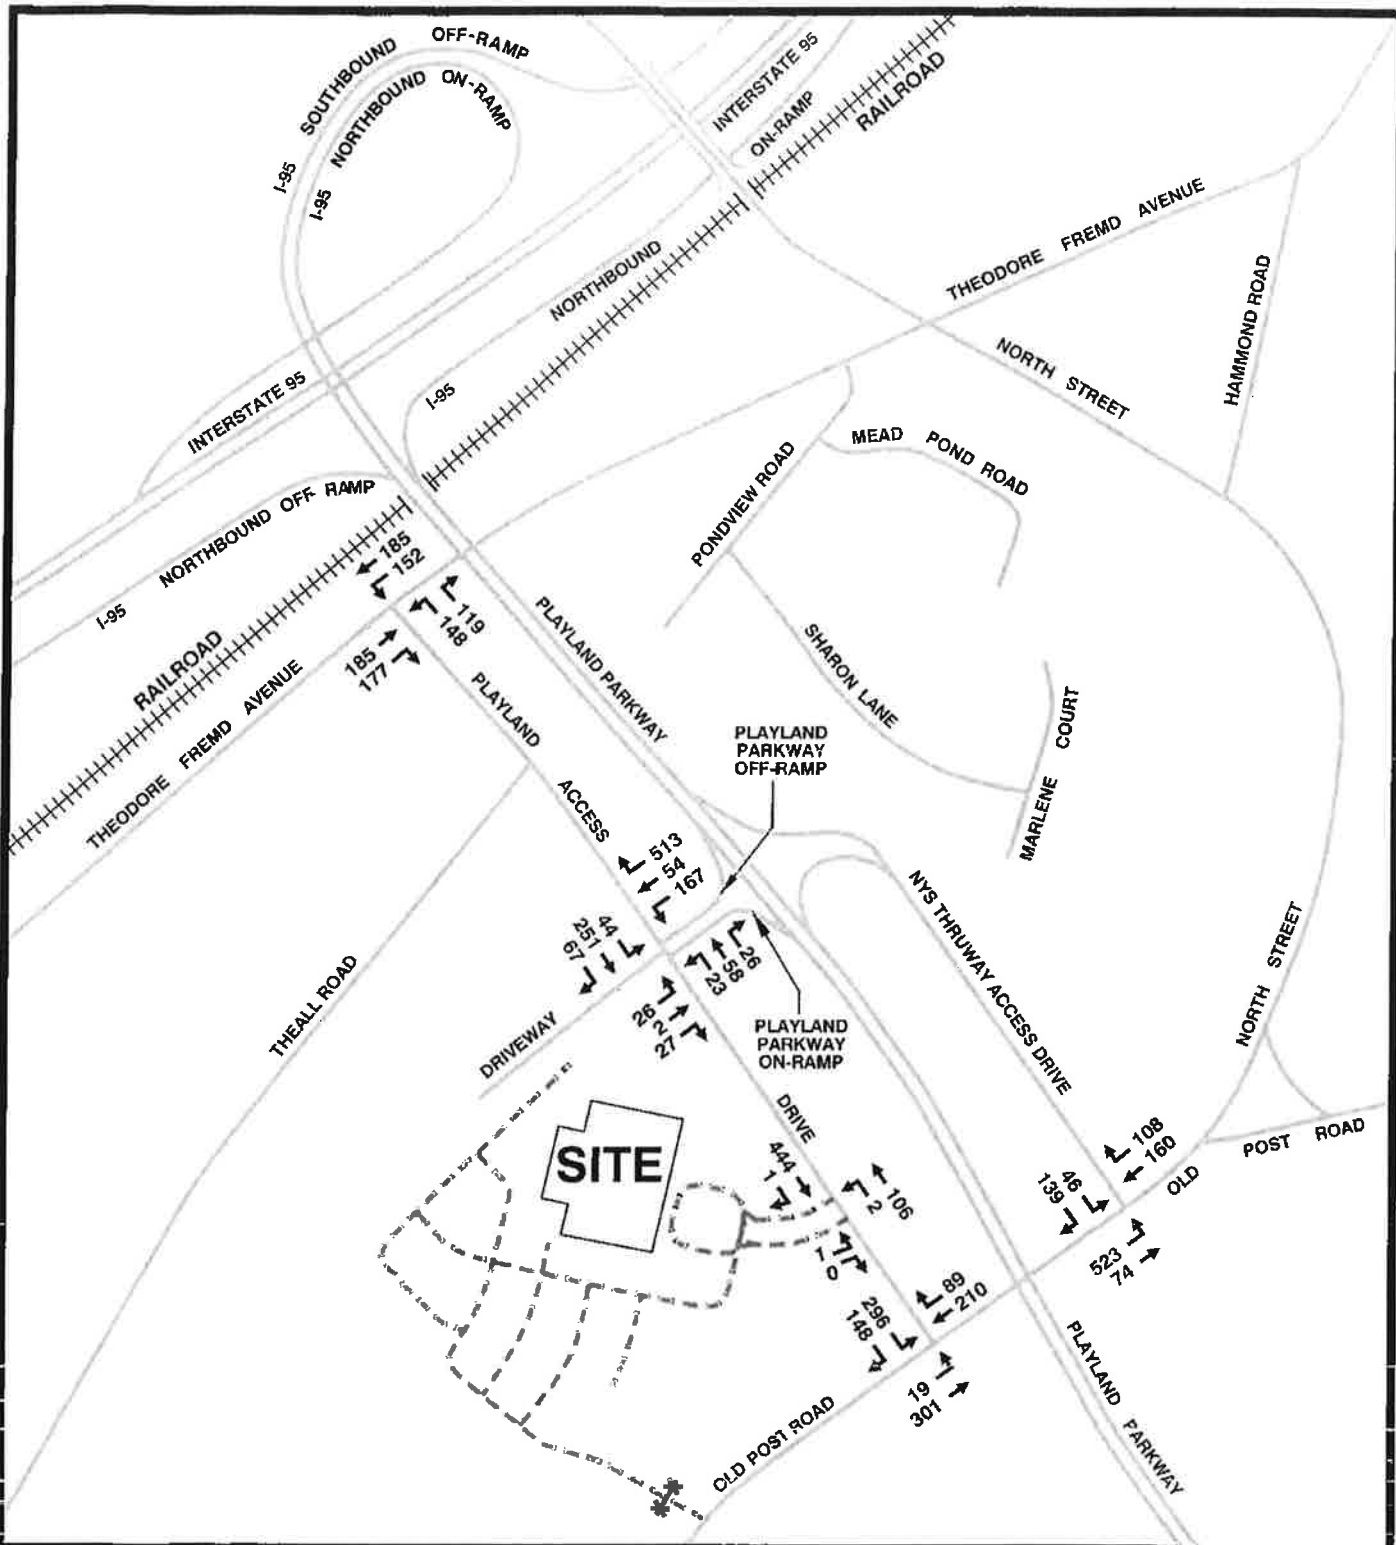 I-95 SOUTHBOUND OFF-RAMP
I-95 NORTHBOUND ON-RAMP
INTERSTATE 95
ON-RAMP
RAILROAD
THEODORE FREMD AVENUE
HAMMOND ROAD
NORTHBOUND
I-95
NORTH STREET
INTERSTATE 95
MEAD POND ROAD
PONDVIEW ROAD
I-95 NORTHBOUND OFF-RAMP
RAILROAD
185
152
119
148
185
177
THEODORE FREMD AVENUE
PLAYLAND PARKWAY
SHARON LANE
MARLENE COURT
PLAYLAND ACCESS DRIVE
PLAYLAND
PARKWAY
OFF-RAMP
513
54
167
44
251
67
26
58
23
26
2
27
PLAYLAND
PARKWAY
ON-RAMP
NYS THRUWAY ACCESS DRIVE
NORTH STREET
THEALL ROAD
DRIVEWAY
SITE
444
1
106
2
1
0
108
160
46
139
523
74
OLD
POST ROAD
89
210
296
148
19
301
OLD POST ROAD
PLAYLAND PARKWAY